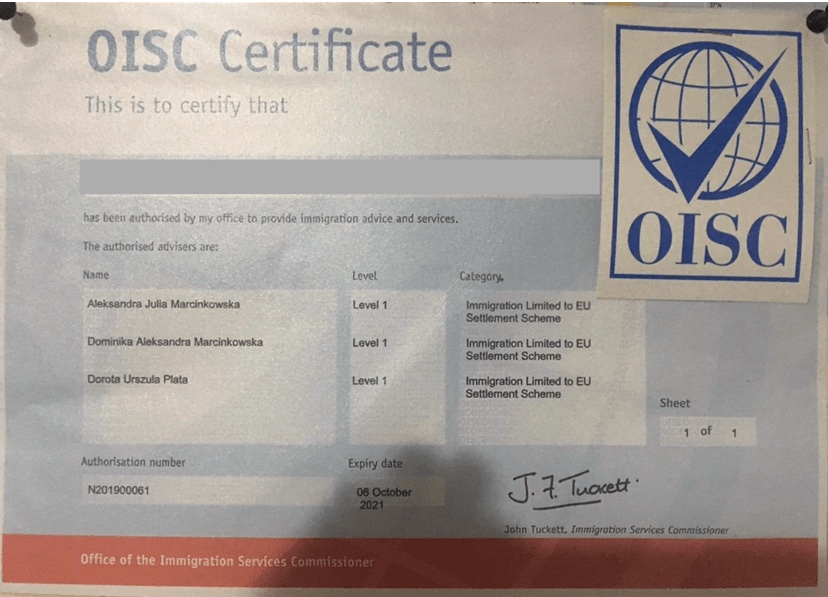 OISC Certificate
This is to certify that
has been authorised by my office to provide immigration advice and services.
The authorised advisers are:
Name Level Category
Aleksandra Julia Marcinkowska Level 1 Immigration Limited to EU
Settlement Scheme
Dominika Aleksandra Marcinkowska Level 1 Immigration Limited to EU
Settlement Scheme
Dorota Urszula Plata Level 1 Immigration Limited to EU
Settlement Scheme
Sheet
1 of 1
Authorisation number Expiry date
N201900061 06 October
2021
J. F. Tuckett
John Tuckett, Immigration Services Commissioner
Office of the Immigration Services Commissioner
OISC